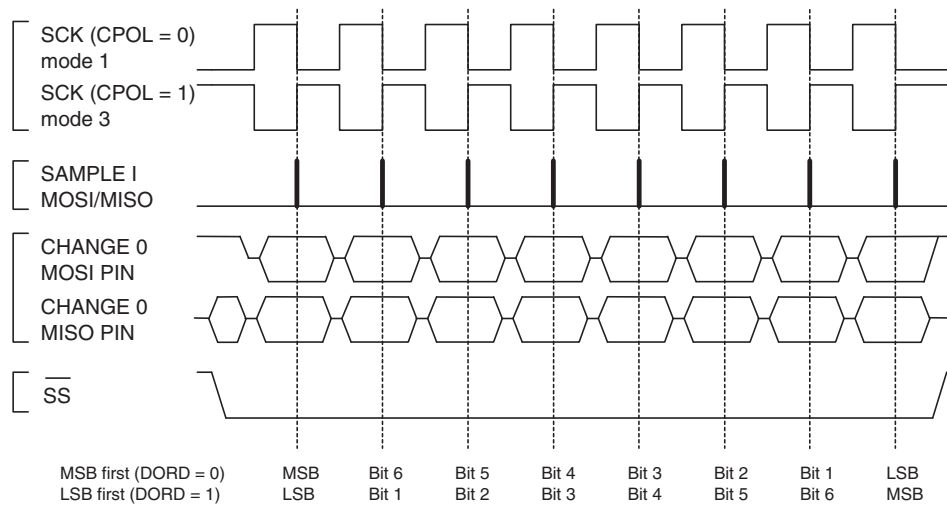 SCK (CPOL = 0)
mode 1
SCK (CPOL = 1)
mode 3
SAMPLE I
MOSI/MISO
CHANGE 0
MOSI PIN
CHANGE 0
MISO PIN
SS
MSB first (DORD = 0) MSB Bit 6 Bit 5 Bit 4 Bit 3 Bit 2 Bit 1 LSB
LSB first (DORD = 1) LSB Bit 1 Bit 2 Bit 3 Bit 4 Bit 5 Bit 6 MSB